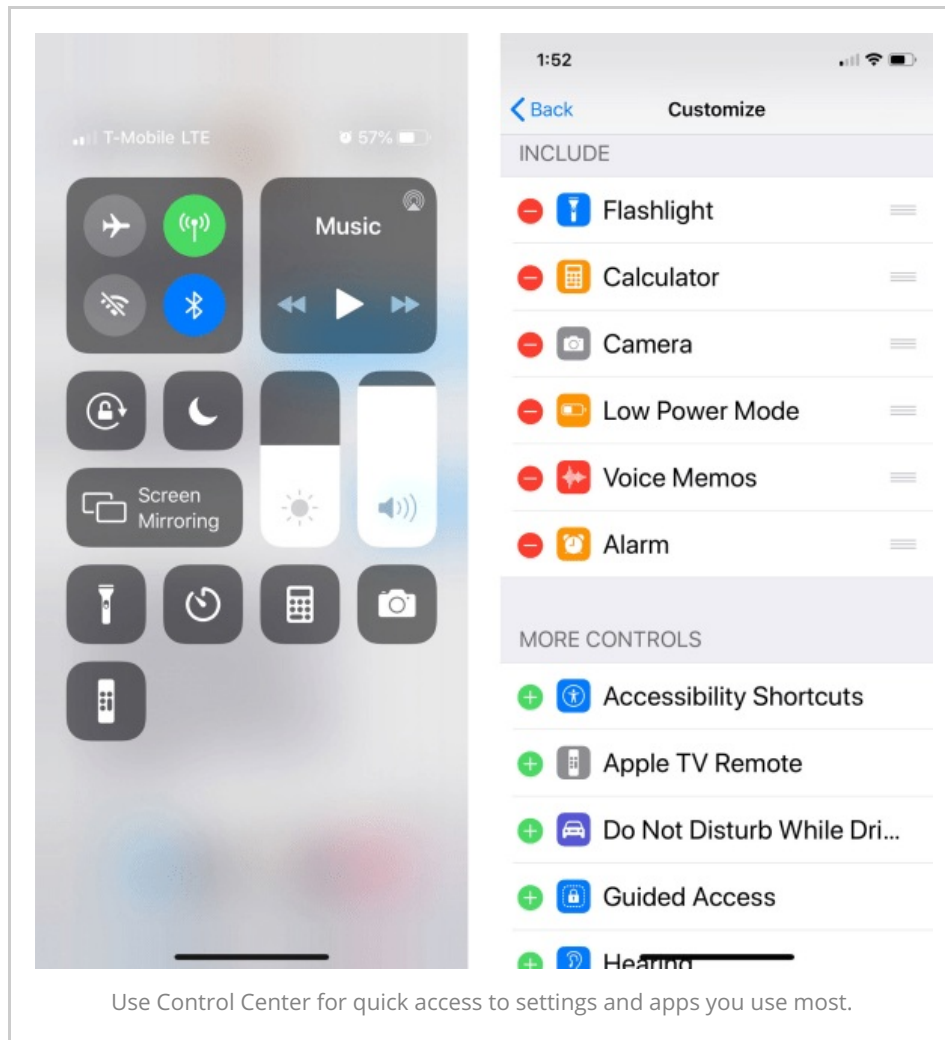 T-Mobile LTE
57%
Music
Screen
Mirroring
1:52
Back
Customize
INCLUDE
Flashlight
Calculator
Camera
Low Power Mode
Voice Memos
Alarm
MORE CONTROLS
Accessibility Shortcuts
Apple TV Remote
Do Not Disturb While Dri...
Guided Access
Hearing
Use Control Center for quick access to settings and apps you use most.